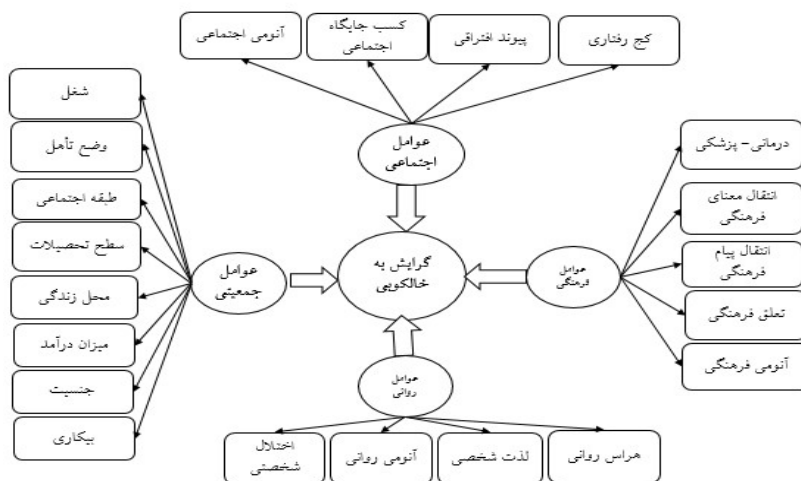 کج رفتاری
پیوند افتراقی
کسب جایگاه
اجتماعی
آنومی اجتماعی
عوامل
اجتماعی
درمانی- پزشکی
انتقال معنای
فرهنگی
انتقال پیام
فرهنگی
تعلق فرهنگی
آنومی فرهنگی
عوامل
فرهنگی
گرایش به
خالکوبی
عوامل
جمعیتی
شغل
وضع تأهل
طبقه اجتماعی
سطح تحصیلات
محل زندگی
میزان درآمد
جنسیت
بیکاری
عوامل
روانی
هراس روانی
لذت شخصی
آنومی روانی
اختلال
شخصیتی